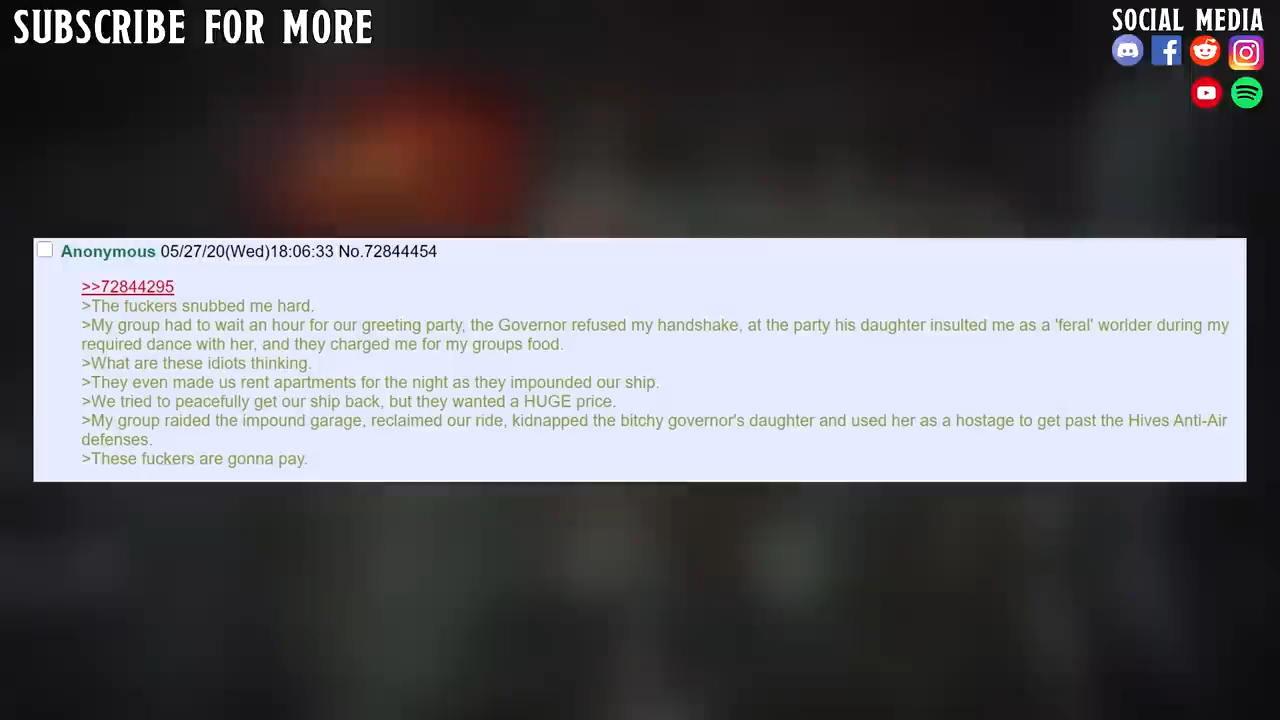 SUBSCRIBE FOR MORE
SOCIAL MEDIA
Anonymous 05/27/20(Wed)18:06:33 No.72844454
>>72844295
>The fuckers snubbed me hard.
>My group had to wait an hour for our greeting party, the Governor refused my handshake, at the party his daughter insulted me as a 'feral' worlder during my
required dance with her, and they charged me for my groups food.
>What are these idiots thinking.
>They even made us rent apartments for the night as they impounded our ship.
>We tried to peacefully get our ship back, but they wanted a HUGE price.
>My group raided the impound garage, reclaimed our ride, kidnapped the bitchy governor's daughter and used her as a hostage to get past the Hives Anti-Air
defenses.
>These fuckers are gonna pay.